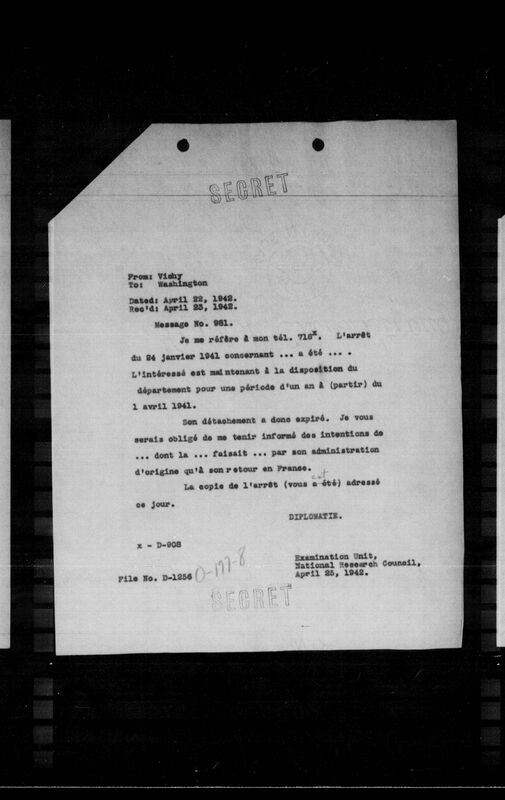 SECRET
From: Vichy
To: Washington
Dated: April 22, 1942.
Rec'd: April 23, 1942.
Message No. 981.
Je me réfère à mon tél. 716x. L'arrêt
du 24 janvier 1941 concernant ... a été ... .
L'intéressé est maintenant à la disposition du
département pour une période d'un an à (partir) du
1 avril 1941.
Son détachement a donc expiré. Je vous
serais obligé de me tenir informé des intentions de
... dont la ... faisait ... par son administration
d'origine qu'à son retour en France.
est
La copie de l'arrêt (vous a été) adressé
ce jour.
DIPLOMATIE.
x - D-908
Examination Unit,
National Research Council,
April 25, 1942.
File No. D-1256
0-177-8
SECRET